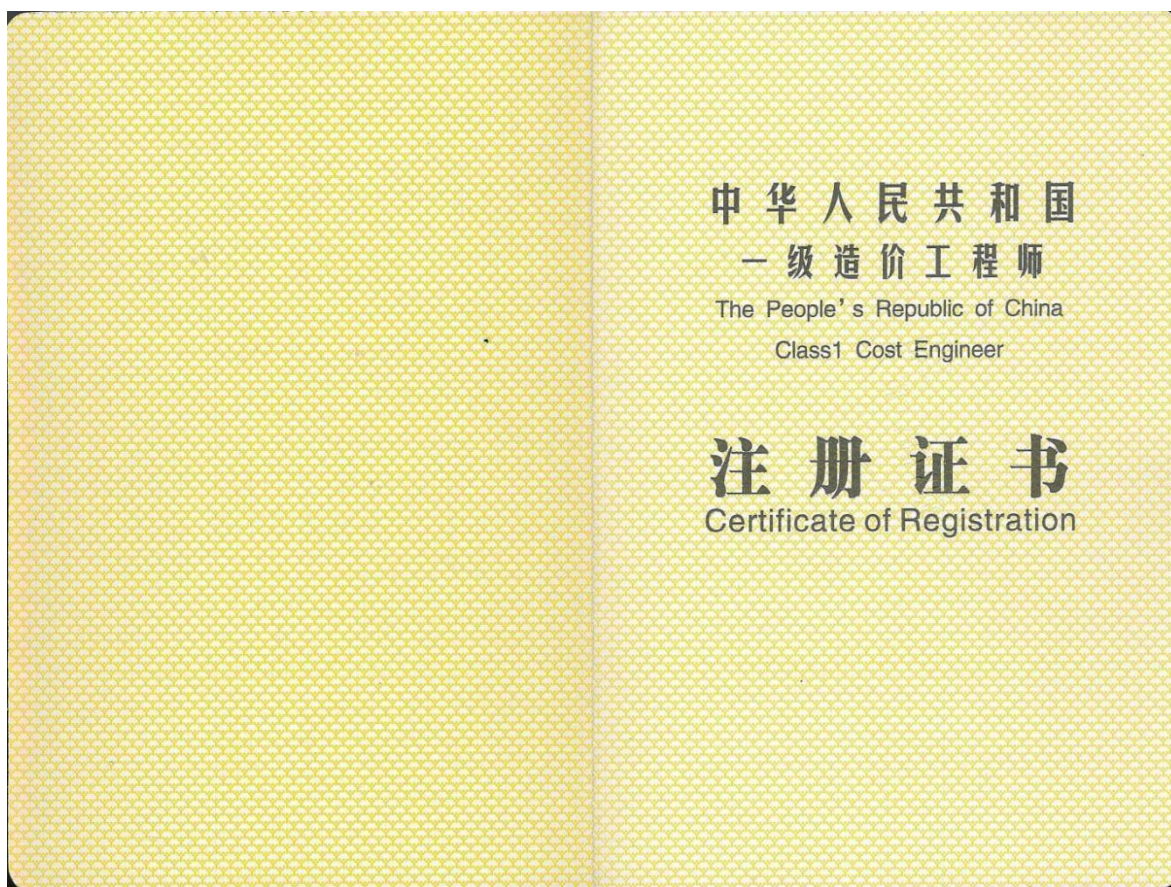 中华人民共和国
一级造价工程师
The People's Republic of China
Class1 Cost Engineer
注册证书
Certificate of Registration